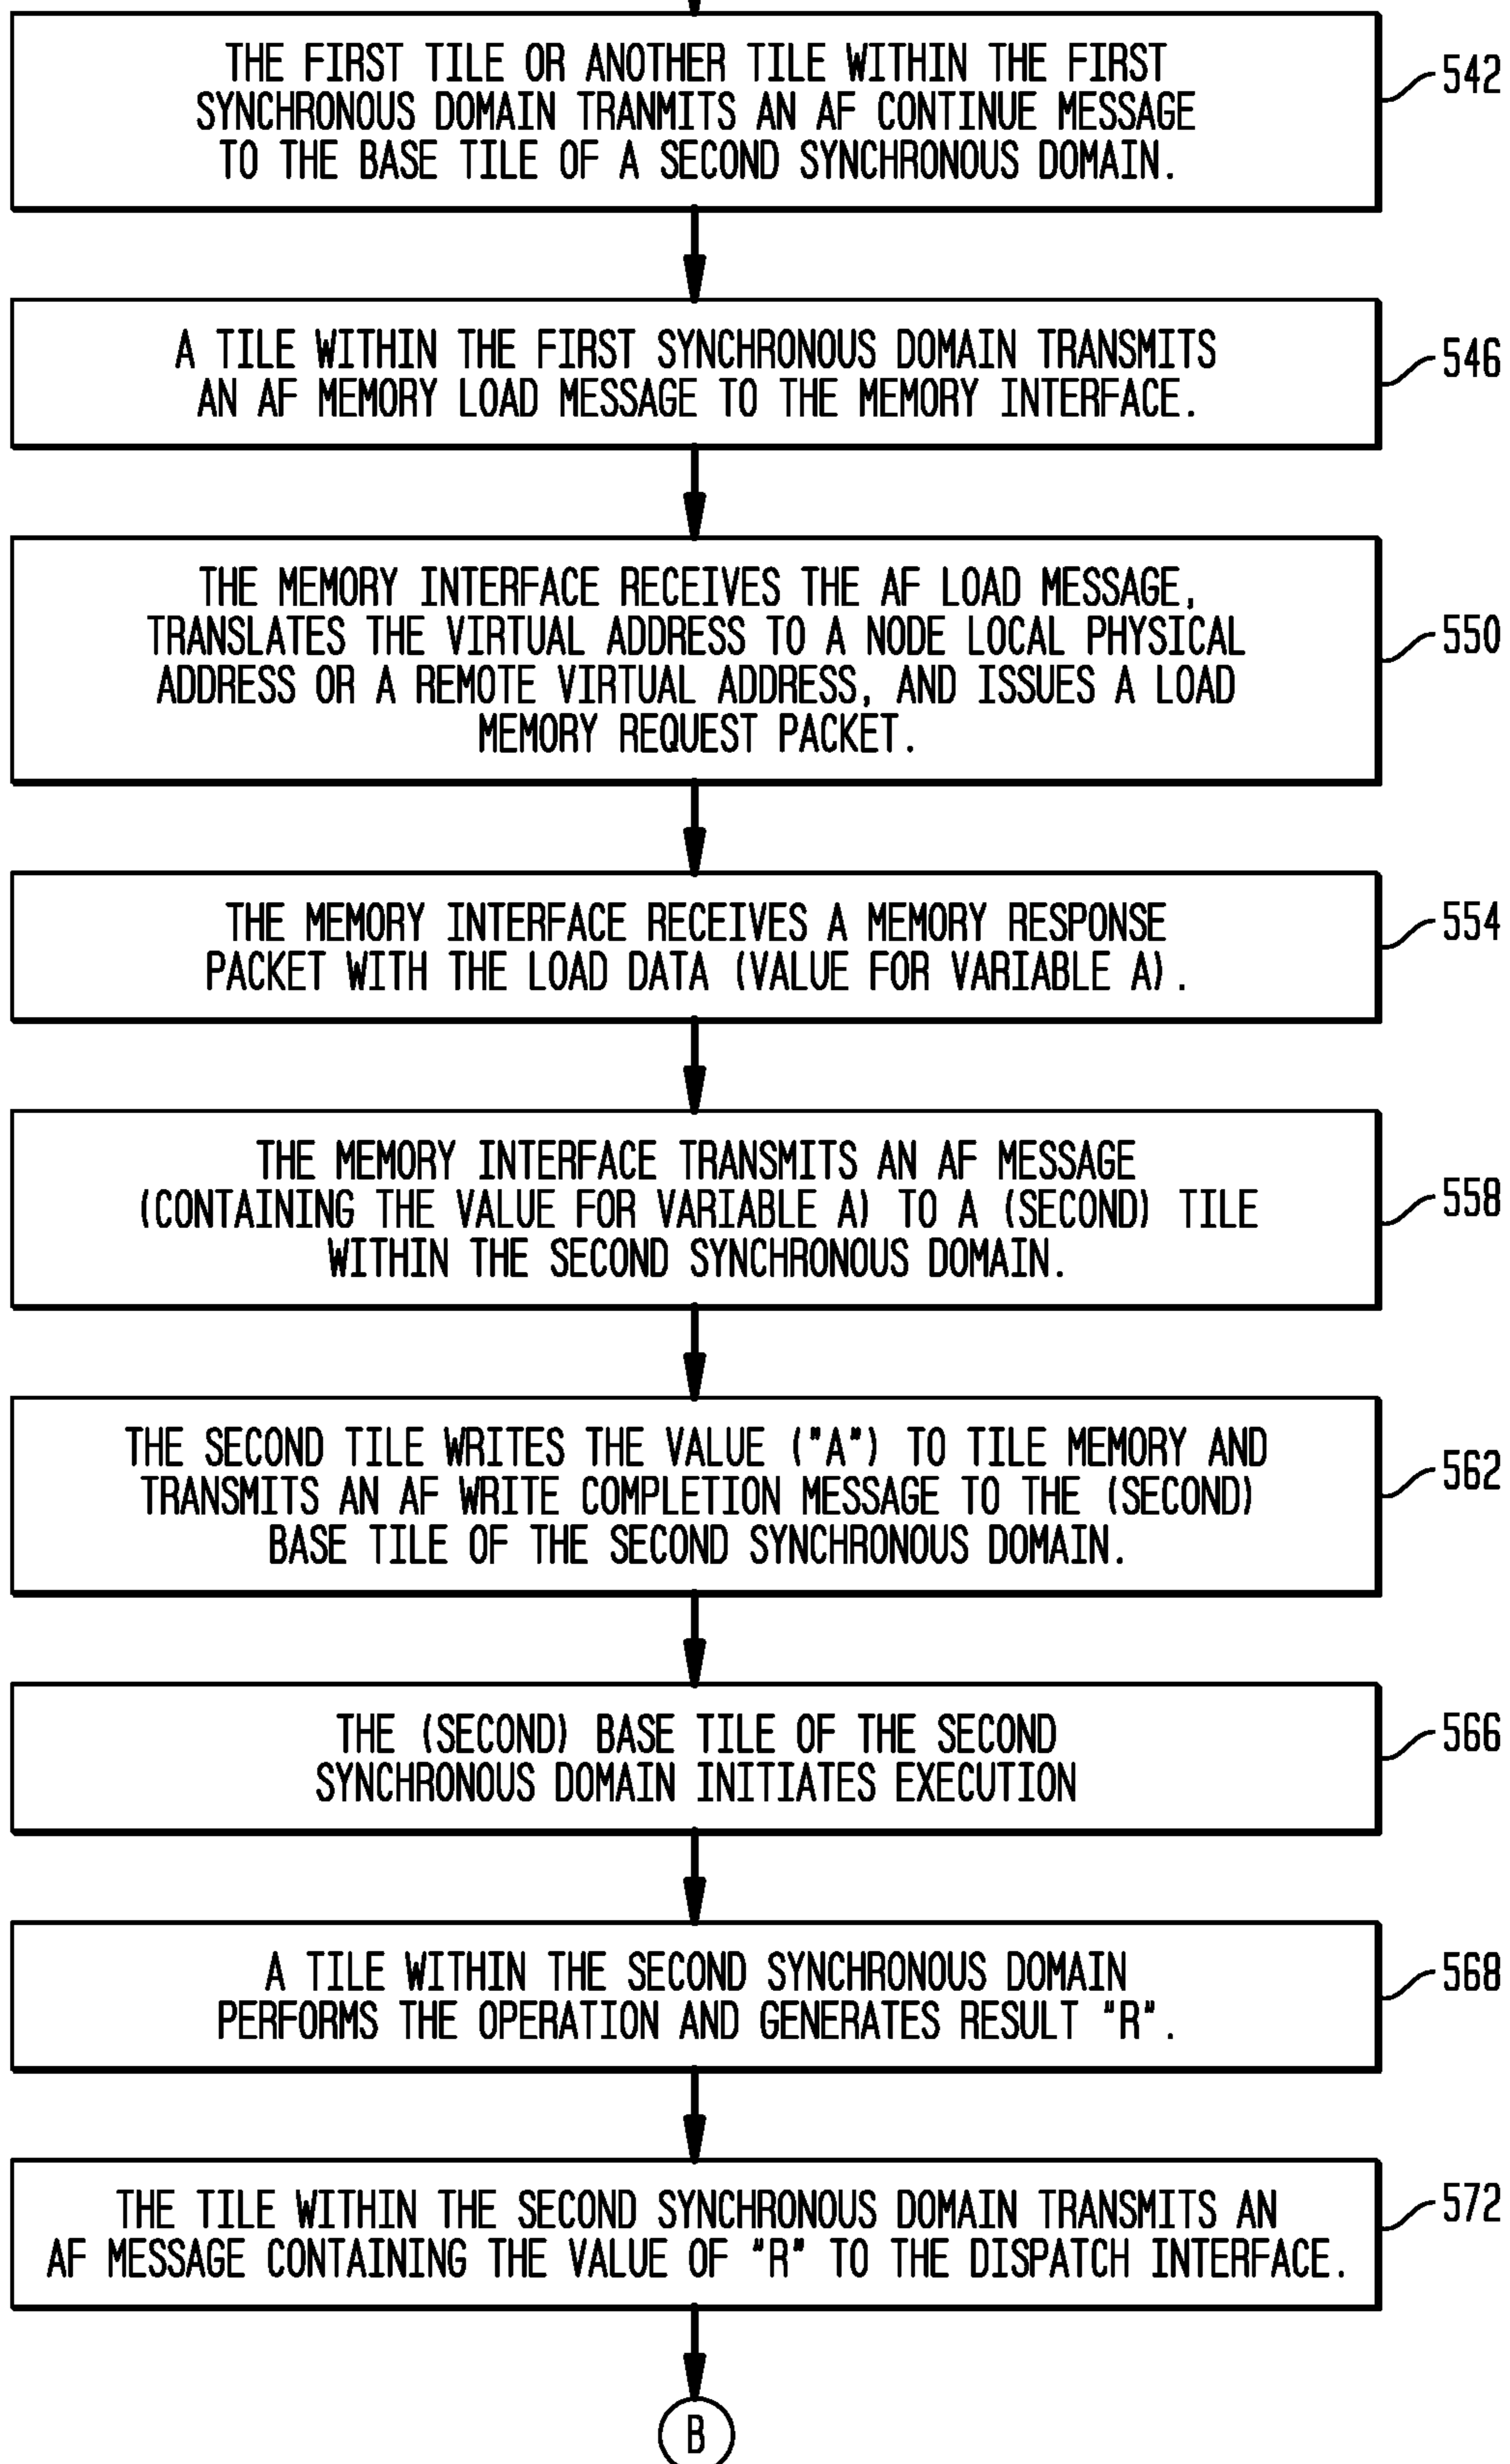 THE FIRST TILE OR ANOTHER TILE WITHIN THE FIRST
SYNCHRONOUS DOMAIN TRANMITS AN AF CONTINUE MESSAGE
TO THE BASE TILE OF A SECOND SYNCHRONOUS DOMAIN.
542
A TILE WITHIN THE FIRST SYNCHRONOUS DOMAIN TRANSMITS
AN AF MEMORY LOAD MESSAGE TO THE MEMORY INTERFACE.
546
THE MEMORY INTERFACE RECEIVES THE AF LOAD MESSAGE,
TRANSLATES THE VIRTUAL ADDRESS TO A NODE LOCAL PHYSICAL
ADDRESS OR A REMOTE VIRTUAL ADDRESS, AND ISSUES A LOAD
MEMORY REQUEST PACKET.
550
THE MEMORY INTERFACE RECEIVES A MEMORY RESPONSE
PACKET WITH THE LOAD DATA (VALUE FOR VARIABLE A).
554
THE MEMORY INTERFACE TRANSMITS AN AF MESSAGE
(CONTAINING THE VALUE FOR VARIABLE A) TO A (SECOND) TILE
WITHIN THE SECOND SYNCHRONOUS DOMAIN.
558
THE SECOND TILE WRITES THE VALUE ("A") TO TILE MEMORY AND
TRANSMITS AN AF WRITE COMPLETION MESSAGE TO THE (SECOND)
BASE TILE OF THE SECOND SYNCHRONOUS DOMAIN.
562
THE (SECOND) BASE TILE OF THE SECOND
SYNCHRONOUS DOMAIN INITIATES EXECUTION
566
A TILE WITHIN THE SECOND SYNCHRONOUS DOMAIN
PERFORMS THE OPERATION AND GENERATES RESULT "R".
568
THE TILE WITHIN THE SECOND SYNCHRONOUS DOMAIN TRANSMITS AN
AF MESSAGE CONTAINING THE VALUE OF "R" TO THE DISPATCH INTERFACE.
572
B